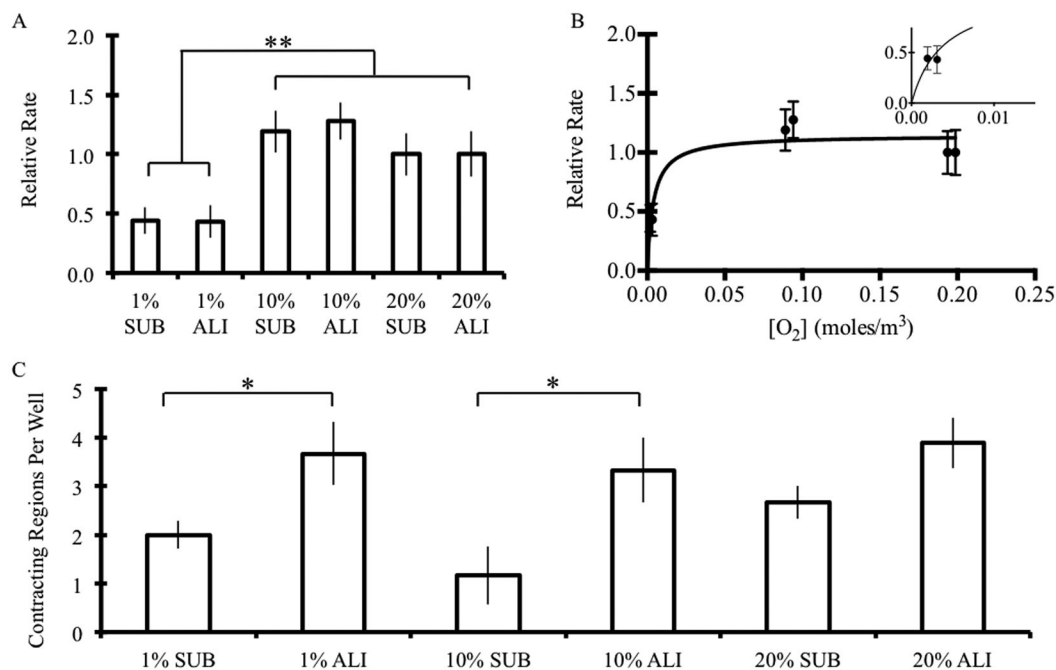 A
B
2.0
1.5
1.0
0.5
0.0
Relative Rate
**
1%
SUB
1%
ALI
10%
SUB
10%
ALI
20%
SUB
20%
ALI
2.0
1.5
1.0
0.5
0.0
Relative Rate
0.00
0.05
0.10
0.15
0.20
0.25
[O₂] (moles/m³)
0.5
0.0
0.00
0.01
C
5
4
3
2
1
0
Contracting Regions Per Well
*
*
1% SUB
1% ALI
10% SUB
10% ALI
20% SUB
20% ALI